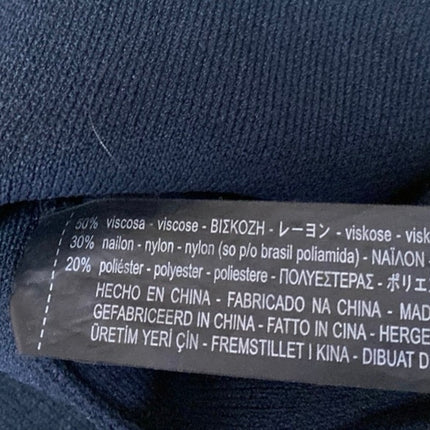 50% viscosa - viscose - ΒΙΣΚΟΖΗ - レーヨン - viskose - visk
30% nailon - nylon - nylon (so p/o brasil poliamida) - ΝΑΪΛΟΝ -
20% poliéster - polyester - poliestere - ΠΟΛΥΕΣΤΕΡΑΣ - ポリエ
HECHO EN CHINA - FABRICADO NA CHINA - MADE
GEFABRICEERD IN CHINA - FATTO IN CINA - HERGE
ÜRETİM YERİ ÇİN - FREMSTILLET I KINA - DIBUAT D